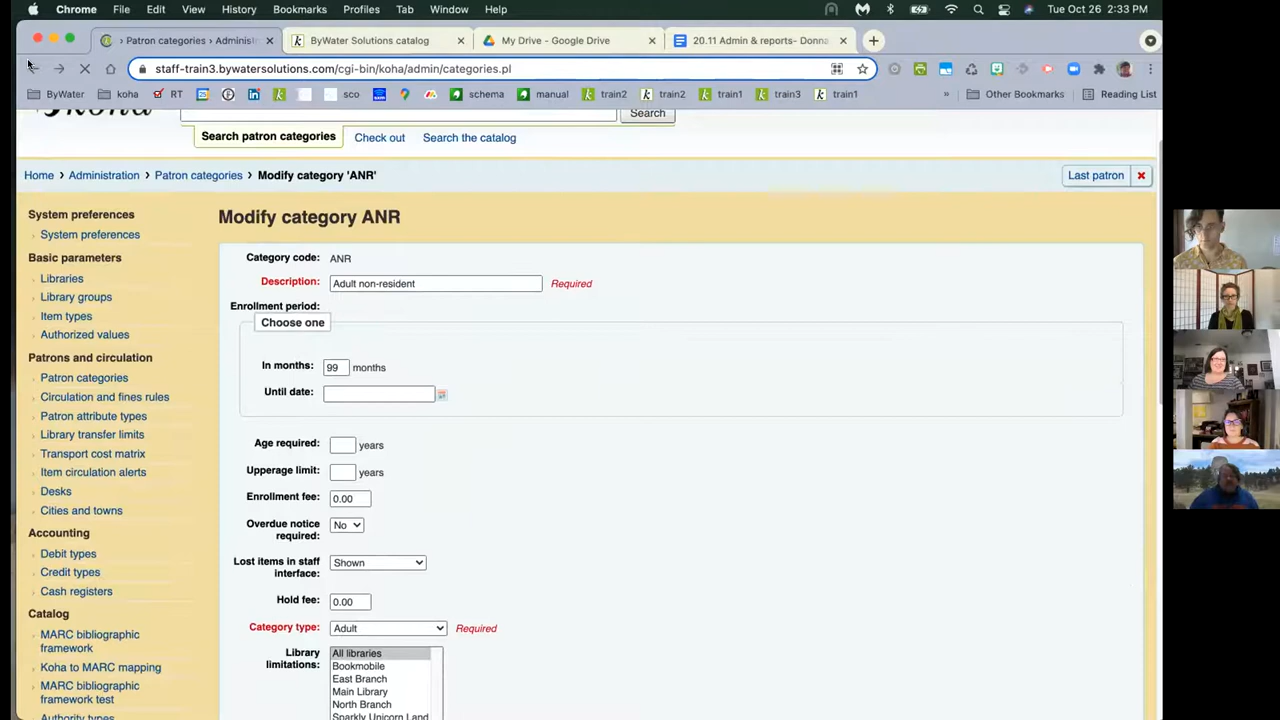 Chrome File Edit View History Bookmarks Profiles Tab Window Help Tue Oct 26 2:33 PM
› Patron categories › Administ ByWater Solutions catalog My Drive - Google Drive 20.11 Admin & reports- Donna
staff-train3.bywatersolutions.com/cgi-bin/koha/admin/categories.pl
ByWater koha RT sco schema manual train2 train2 train1 train3 train1 » Other Bookmarks Reading List
Search
Search patron categories Check out Search the catalog
Home › Administration › Patron categories › Modify category 'ANR' Last patron
System preferences
System preferences
Basic parameters
Libraries
Library groups
Item types
Authorized values
Patrons and circulation
Patron categories
Circulation and fines rules
Patron attribute types
Library transfer limits
Transport cost matrix
Item circulation alerts
Desks
Cities and towns
Accounting
Debit types
Credit types
Cash registers
Catalog
MARC bibliographic
framework
Koha to MARC mapping
MARC bibliographic
framework test
Authority types
Modify category ANR
Category code: ANR
Description: Adult non-resident Required
Enrollment period:
Choose one
In months: 99 months
Until date:
Age required: years
Upperage limit: years
Enrollment fee: 0.00
Overdue notice
required: No
Lost items in staff
interface: Shown
Hold fee: 0.00
Category type: Adult Required
Library
limitations:
All libraries
Bookmobile
East Branch
Main Library
North Branch
Sparkly Unicorn Land